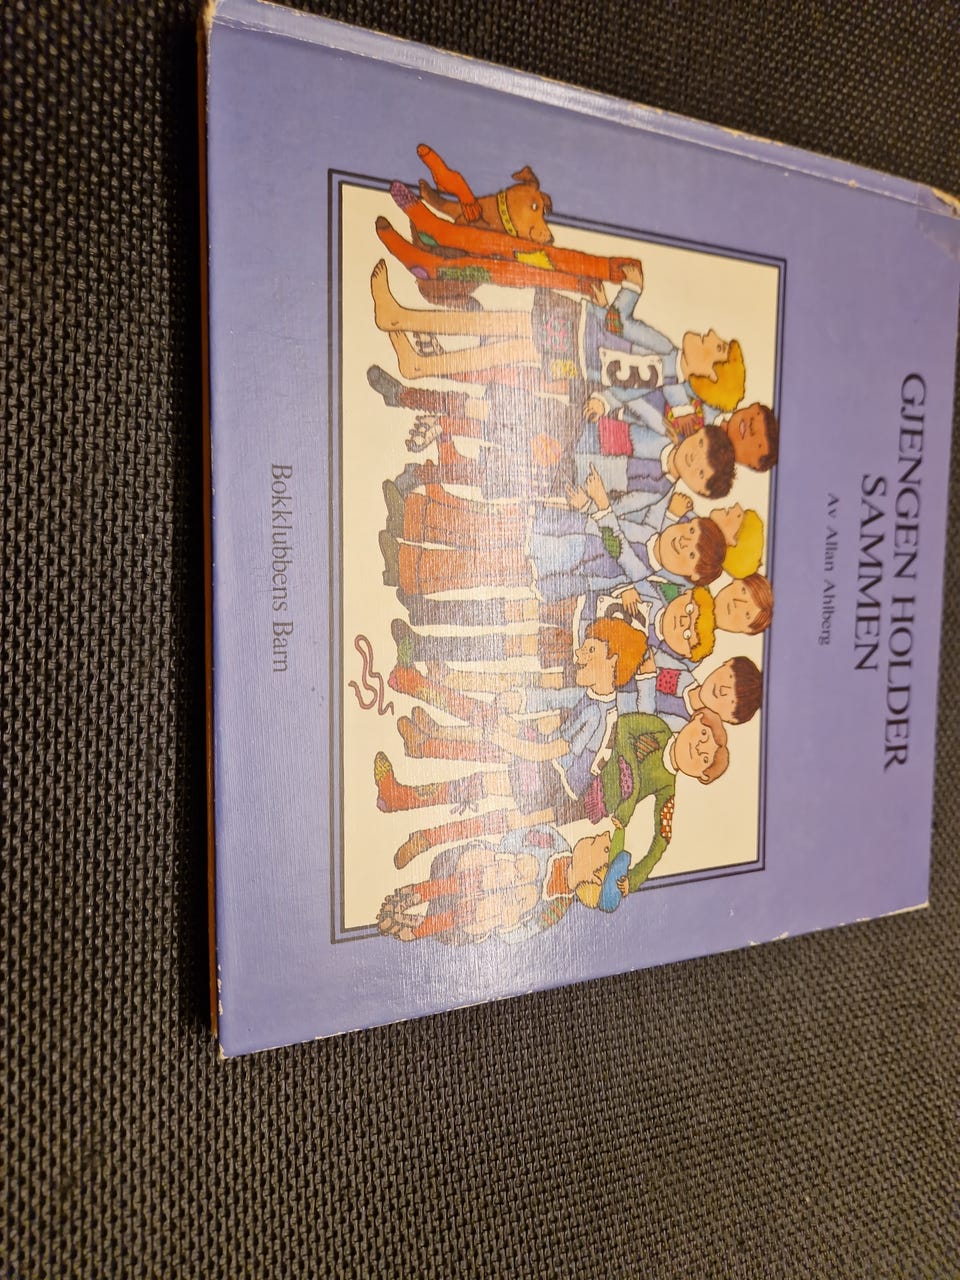 GJENGEN HOLDER
SAMMEN
Av Allan Ahlberg
3
Bokklubbens Barn